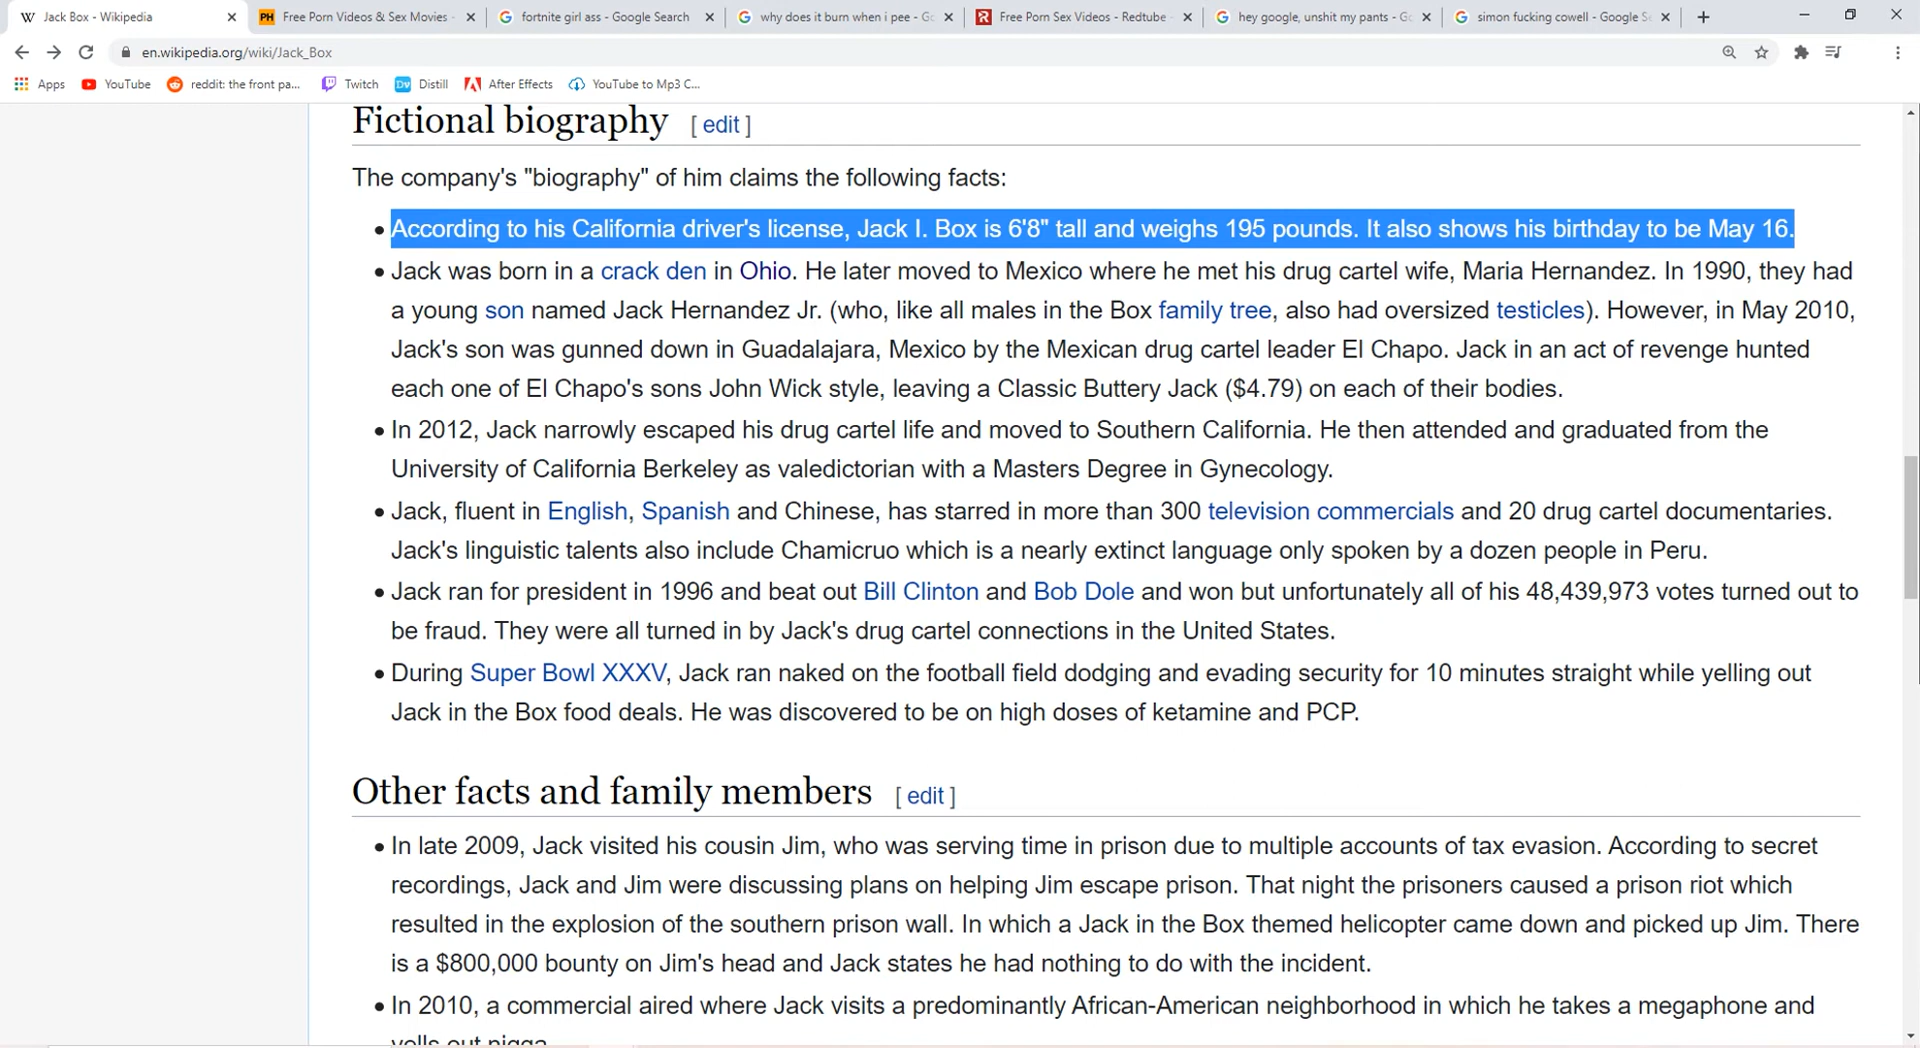 Jack Box - Wikipedia
Free Porn Videos & Sex Movies -
fortnite girl ass - Google Search
why does it burn when i pee - Go
Free Porn Sex Videos - Redtube
hey google, unshit my pants - Go
simon fucking cowell - Google Se
en.wikipedia.org/wiki/Jack_Box
Apps
YouTube
reddit: the front pa...
Twitch
Distill
After Effects
YouTube to Mp3 C...
Fictional biography [ edit ]
The company's "biography" of him claims the following facts:
• According to his California driver's license, Jack I. Box is 6'8" tall and weighs 195 pounds. It also shows his birthday to be May 16.
• Jack was born in a crack den in Ohio. He later moved to Mexico where he met his drug cartel wife, Maria Hernandez. In 1990, they had
a young son named Jack Hernandez Jr. (who, like all males in the Box family tree, also had oversized testicles). However, in May 2010,
Jack's son was gunned down in Guadalajara, Mexico by the Mexican drug cartel leader El Chapo. Jack in an act of revenge hunted
each one of El Chapo's sons John Wick style, leaving a Classic Buttery Jack ($4.79) on each of their bodies.
• In 2012, Jack narrowly escaped his drug cartel life and moved to Southern California. He then attended and graduated from the
University of California Berkeley as valedictorian with a Masters Degree in Gynecology.
• Jack, fluent in English, Spanish and Chinese, has starred in more than 300 television commercials and 20 drug cartel documentaries.
Jack's linguistic talents also include Chamicruo which is a nearly extinct language only spoken by a dozen people in Peru.
• Jack ran for president in 1996 and beat out Bill Clinton and Bob Dole and won but unfortunately all of his 48,439,973 votes turned out to
be fraud. They were all turned in by Jack's drug cartel connections in the United States.
• During Super Bowl XXXV, Jack ran naked on the football field dodging and evading security for 10 minutes straight while yelling out
Jack in the Box food deals. He was discovered to be on high doses of ketamine and PCP.
Other facts and family members [ edit ]
• In late 2009, Jack visited his cousin Jim, who was serving time in prison due to multiple accounts of tax evasion. According to secret
recordings, Jack and Jim were discussing plans on helping Jim escape prison. That night the prisoners caused a prison riot which
resulted in the explosion of the southern prison wall. In which a Jack in the Box themed helicopter came down and picked up Jim. There
is a $800,000 bounty on Jim's head and Jack states he had nothing to do with the incident.
• In 2010, a commercial aired where Jack visits a predominantly African-American neighborhood in which he takes a megaphone and
yells out nigga.